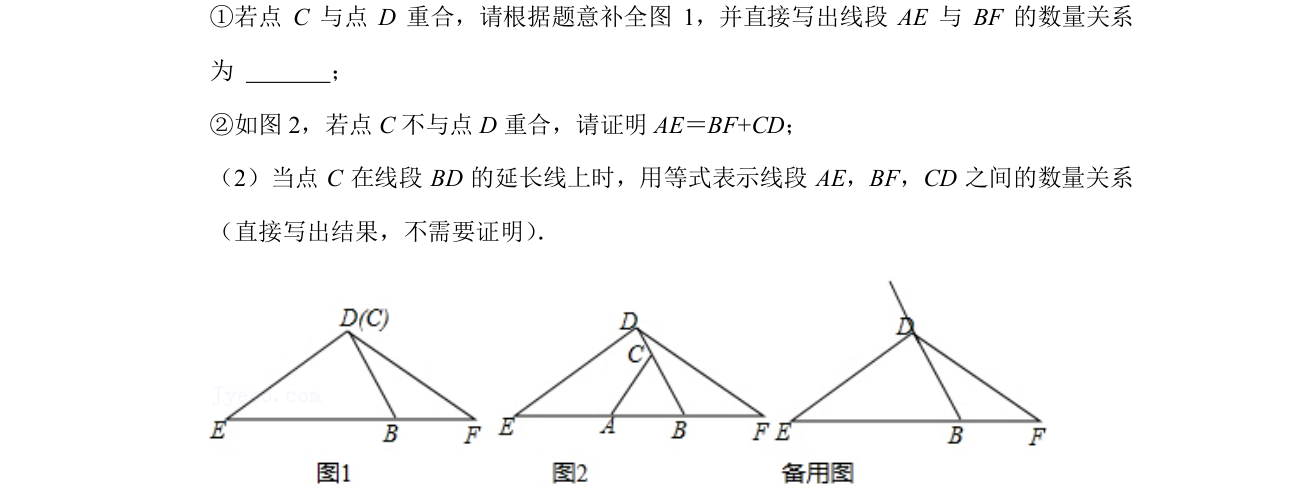 ①若点 C 与点 D 重合，请根据题意补全图 1，并直接写出线段 AE 与 BF 的数量关系
为 _______；
②如图 2，若点 C 不与点 D 重合，请证明 AE＝BF+CD；
（2）当点 C 在线段 BD 的延长线上时，用等式表示线段 AE，BF，CD 之间的数量关系
（直接写出结果，不需要证明）．
D(C)
E B F
图1
D
C
E A B F
图2
D
E B F
备用图